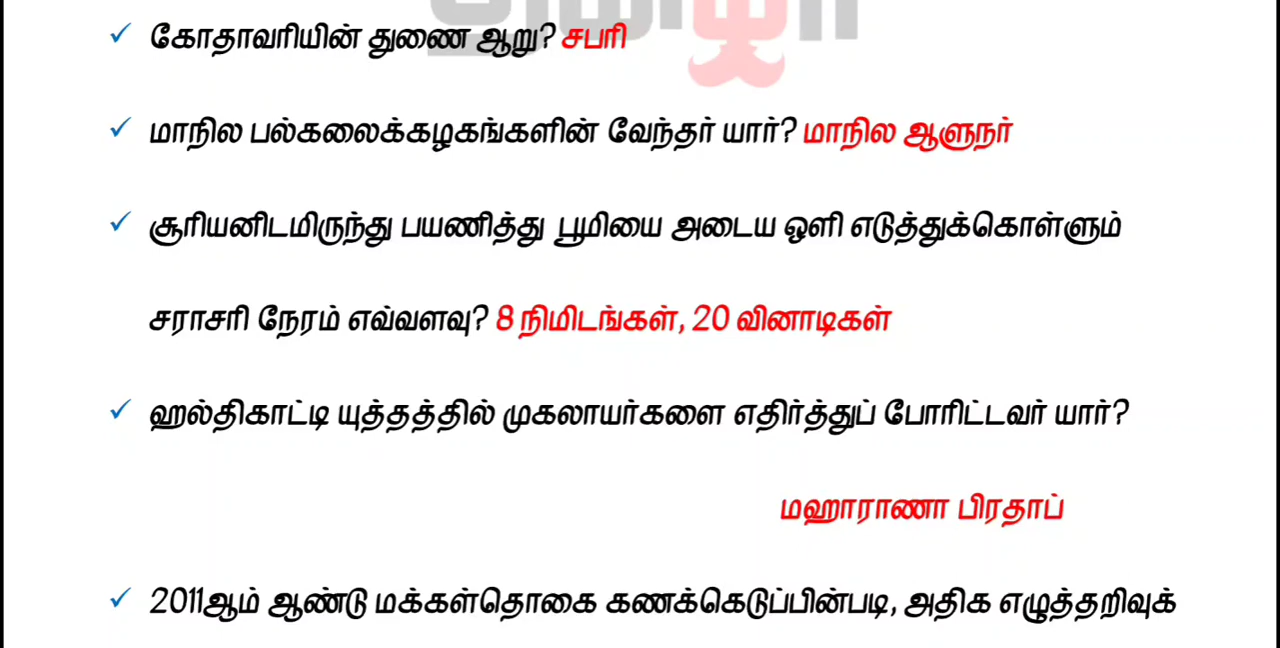 கோதாவரியின் துணை ஆறு? சபரி
மாநில பல்கலைக்கழகங்களின் வேந்தர் யார்? மாநில ஆளுநர்
சூரியனிடமிருந்து பயணித்து பூமியை அடைய ஒளி எடுத்துக்கொள்ளும்
சராசரி நேரம் எவ்வளவு? 8 நிமிடங்கள், 20 வினாடிகள்
ஹல்திகாட்டி யுத்தத்தில் முகலாயர்களை எதிர்த்துப் போரிட்டவர் யார்?
மஹாராணா பிரதாப்
2011ஆம் ஆண்டு மக்கள்தொகை கணக்கெடுப்பின்படி, அதிக எழுத்தறிவுக்